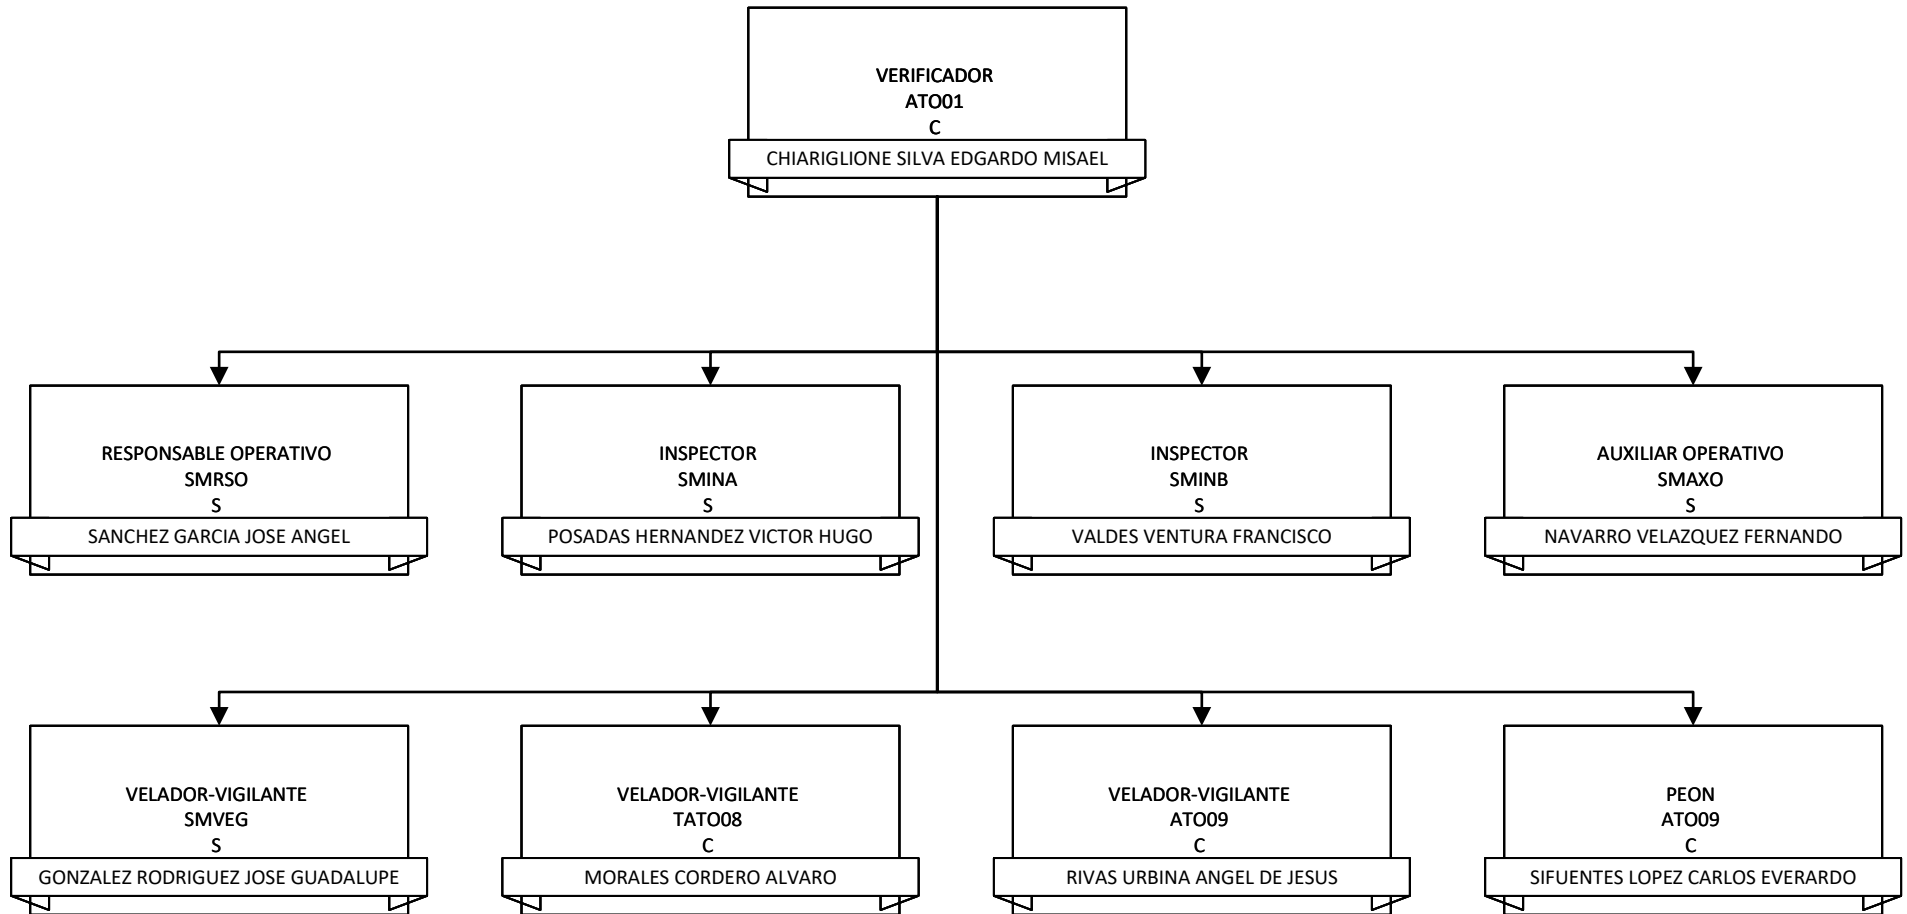 VERIFICADOR
ATO01
C
CHIARIGLIONE SILVA EDGARDO MISAEL
RESPONSABLE OPERATIVO
SMRSO
S
SANCHEZ GARCIA JOSE ANGEL
INSPECTOR
SMINA
S
POSADAS HERNANDEZ VICTOR HUGO
INSPECTOR
SMINB
S
VALDES VENTURA FRANCISCO
AUXILIAR OPERATIVO
SMAXO
S
NAVARRO VELAZQUEZ FERNANDO
VELADOR-VIGILANTE
SMVEG
S
GONZALEZ RODRIGUEZ JOSE GUADALUPE
VELADOR-VIGILANTE
TATO08
C
MORALES CORDERO ALVARO
VELADOR-VIGILANTE
ATO09
C
RIVAS URBINA ANGEL DE JESUS
PEON
ATO09
C
SIFUENTES LOPEZ CARLOS EVERARDO